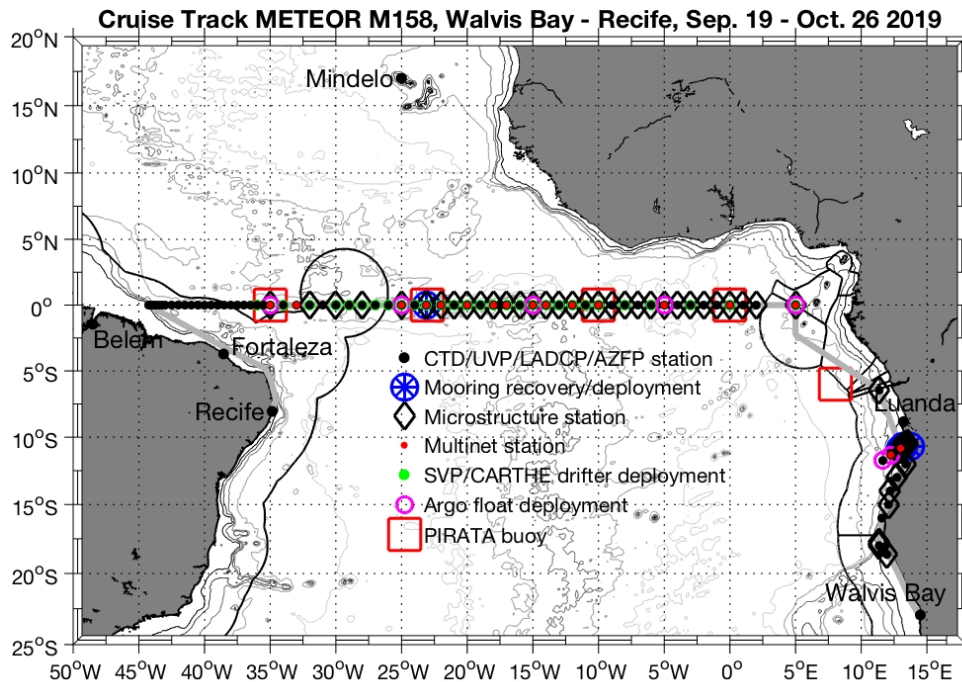 Cruise Track METEOR M158, Walvis Bay - Recife, Sep. 19 - Oct. 26 2019
20°N
Mindelo
15°N
10°N
5°N
0°
Belem
Fortaleza
CTD/UVP/LADCP/AZFP station
5°S
Mooring recovery/deployment
Luanda
Recife
Microstructure station
10°S
Multinet station
SVP/CARTHE drifter deployment
15°S
Argo float deployment
PIRATA buoy
20°S
Walvis Bay
25°S
50°W 45°W 40°W 35°W 30°W 25°W 20°W 15°W 10°W 5°W 0° 5°E 10°E 15°E